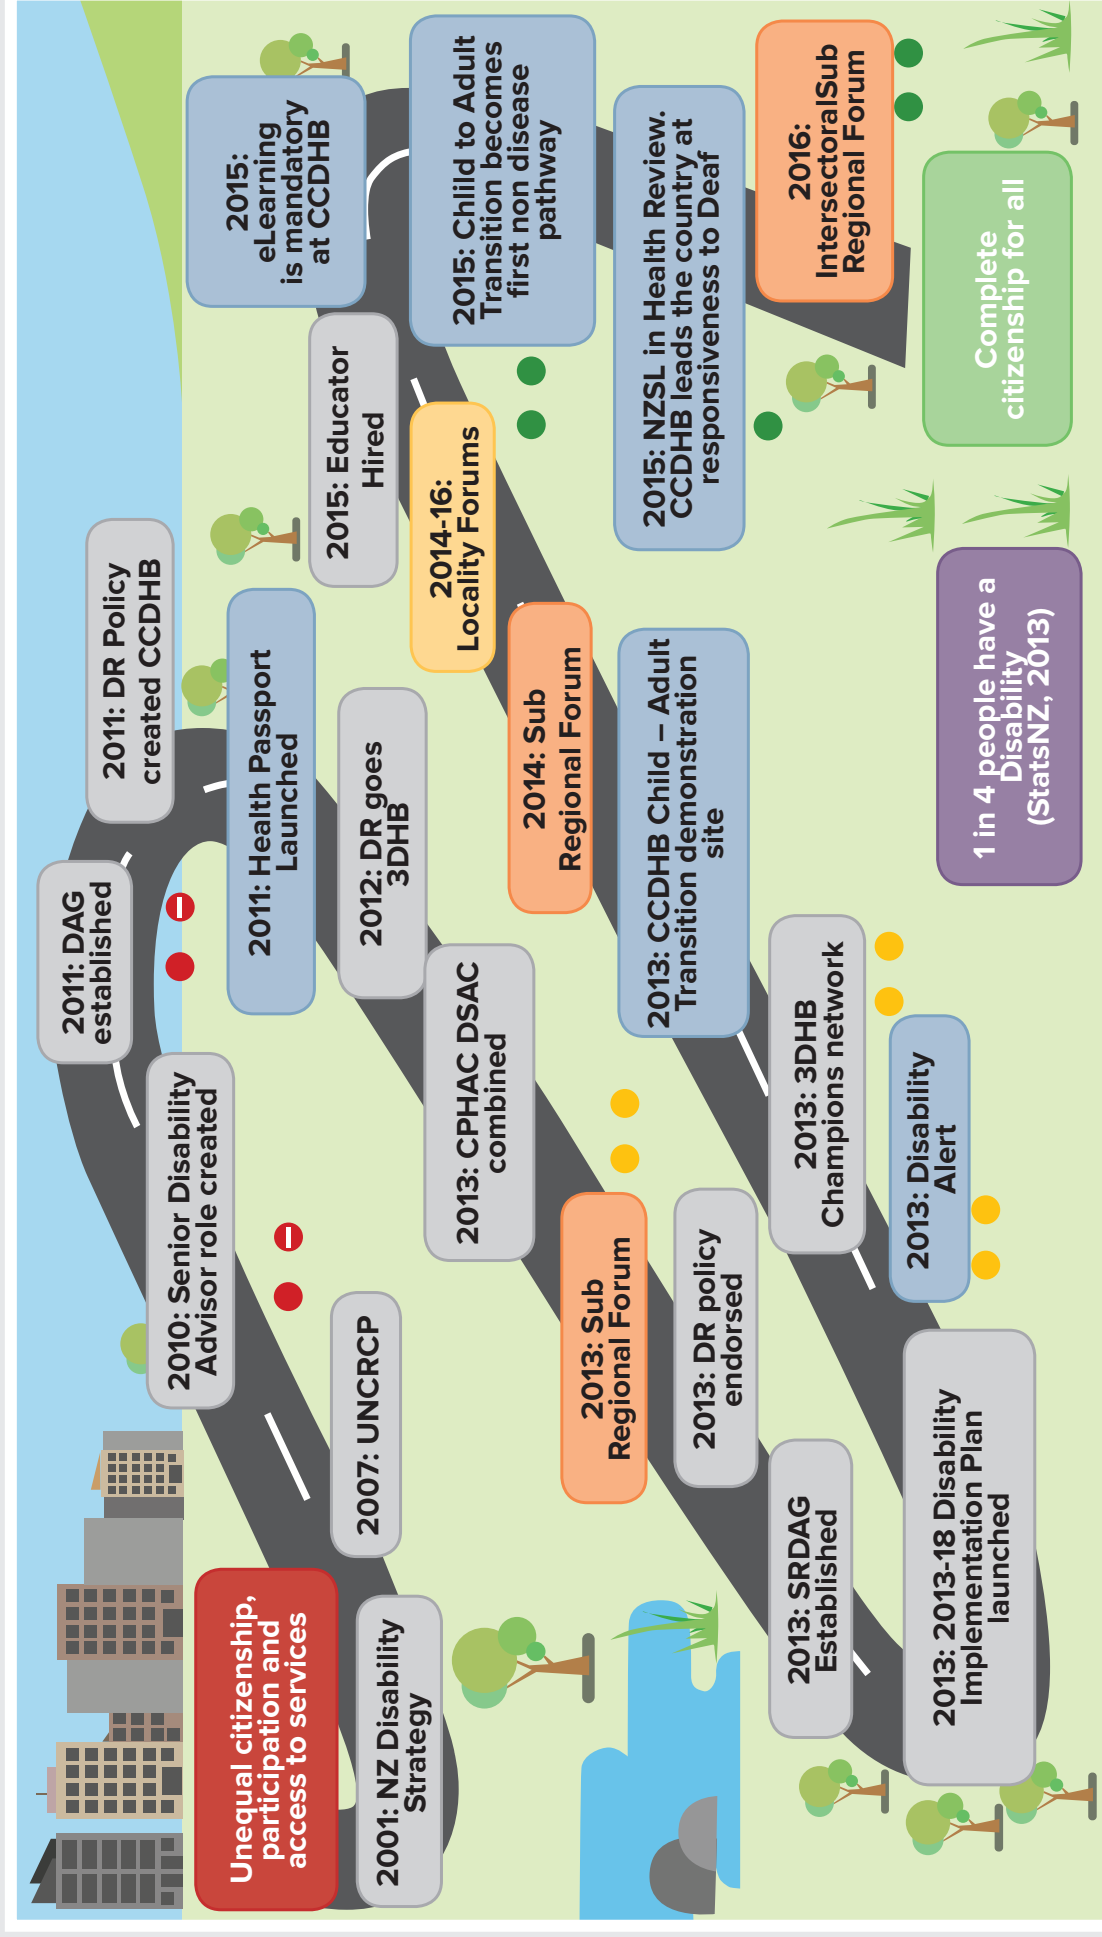 Unequal citizenship,
participation and
access to services
2001: NZ Disability
Strategy
2007: UNCRCP
2010: Senior Disability
Advisor role created
2011: DAG
established
2011: DR Policy
created CCDHB
2011: Health Passport
Launched
2012: DR goes
3DHB
2013: CPHAC DSAC
combined
2013: Sub
Regional Forum
2013: DR policy
endorsed
2013: SRDAG
Established
2013: 2013-18 Disability
Implementation Plan
launched
2013: Disability
Alert
2013: 3DHB
Champions network
2013: CCDHB Child – Adult
Transition demonstration
site
2014: Sub
Regional Forum
2014-16:
Locality Forums
2015: Educator
Hired
2015:
eLearning
is mandatory
at CCDHB
2015: Child to Adult
Transition becomes
first non disease
pathway
2015: NZSL in Health Review.
CCDHB leads the country at
responsiveness to Deaf
2016:
IntersectoralSub
Regional Forum
Complete
citizenship for all
1 in 4 people have a
Disability
(StatsNZ, 2013)